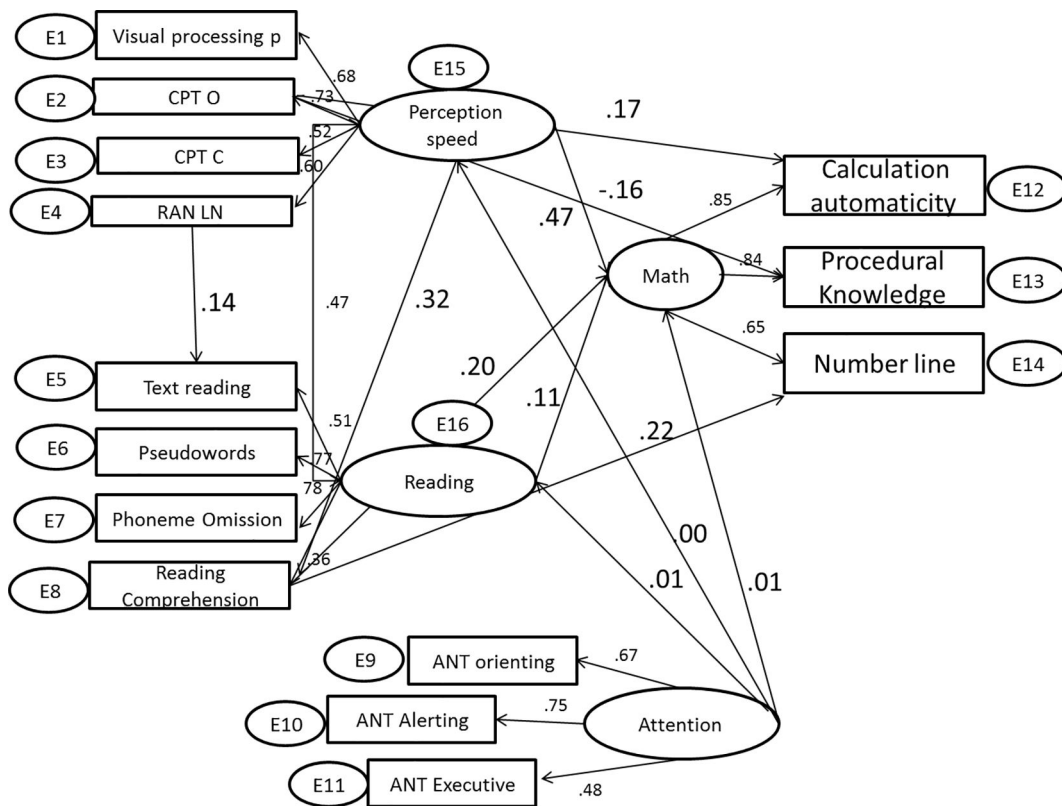 E1
Visual processing p
E2
CPT O
E3
CPT C
E4
RAN LN
.68
.73
.52
.60
E15
Perception
speed
.17
-.16
.47
.85
Calculation
automaticity
E12
Math
.84
Procedural
Knowledge
E13
.65
Number line
E14
.14
.47
.32
.20
.11
.22
E5
Text reading
E6
Pseudowords
E7
Phoneme Omission
E8
Reading
Comprehension
.51
.77
78
.36
E16
Reading
.00
.01
.01
E9
ANT orienting
.67
E10
ANT Alerting
.75
Attention
E11
ANT Executive
.48